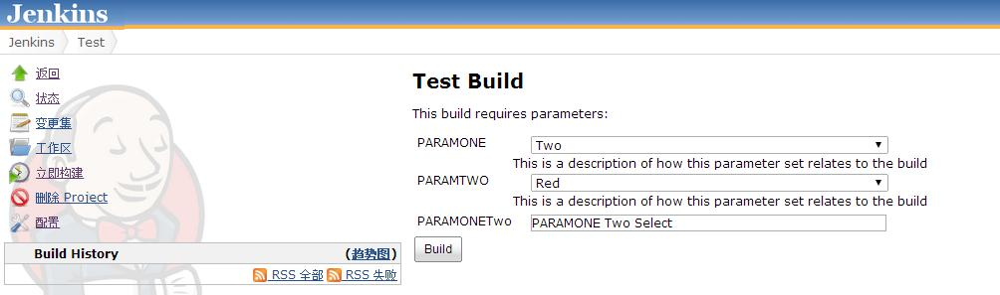 Jenkins
Jenkins Test
返回
状态
变更集
工作区
立即构建
删除 Project
配置
Build History (趋势图)
RSS 全部 RSS 失败
Test Build
This build requires parameters:
PARAMONE Two
This is a description of how this parameter set relates to the build
PARAMTWO Red
This is a description of how this parameter set relates to the build
PARAMONETwo PARAMONE Two Select
Build